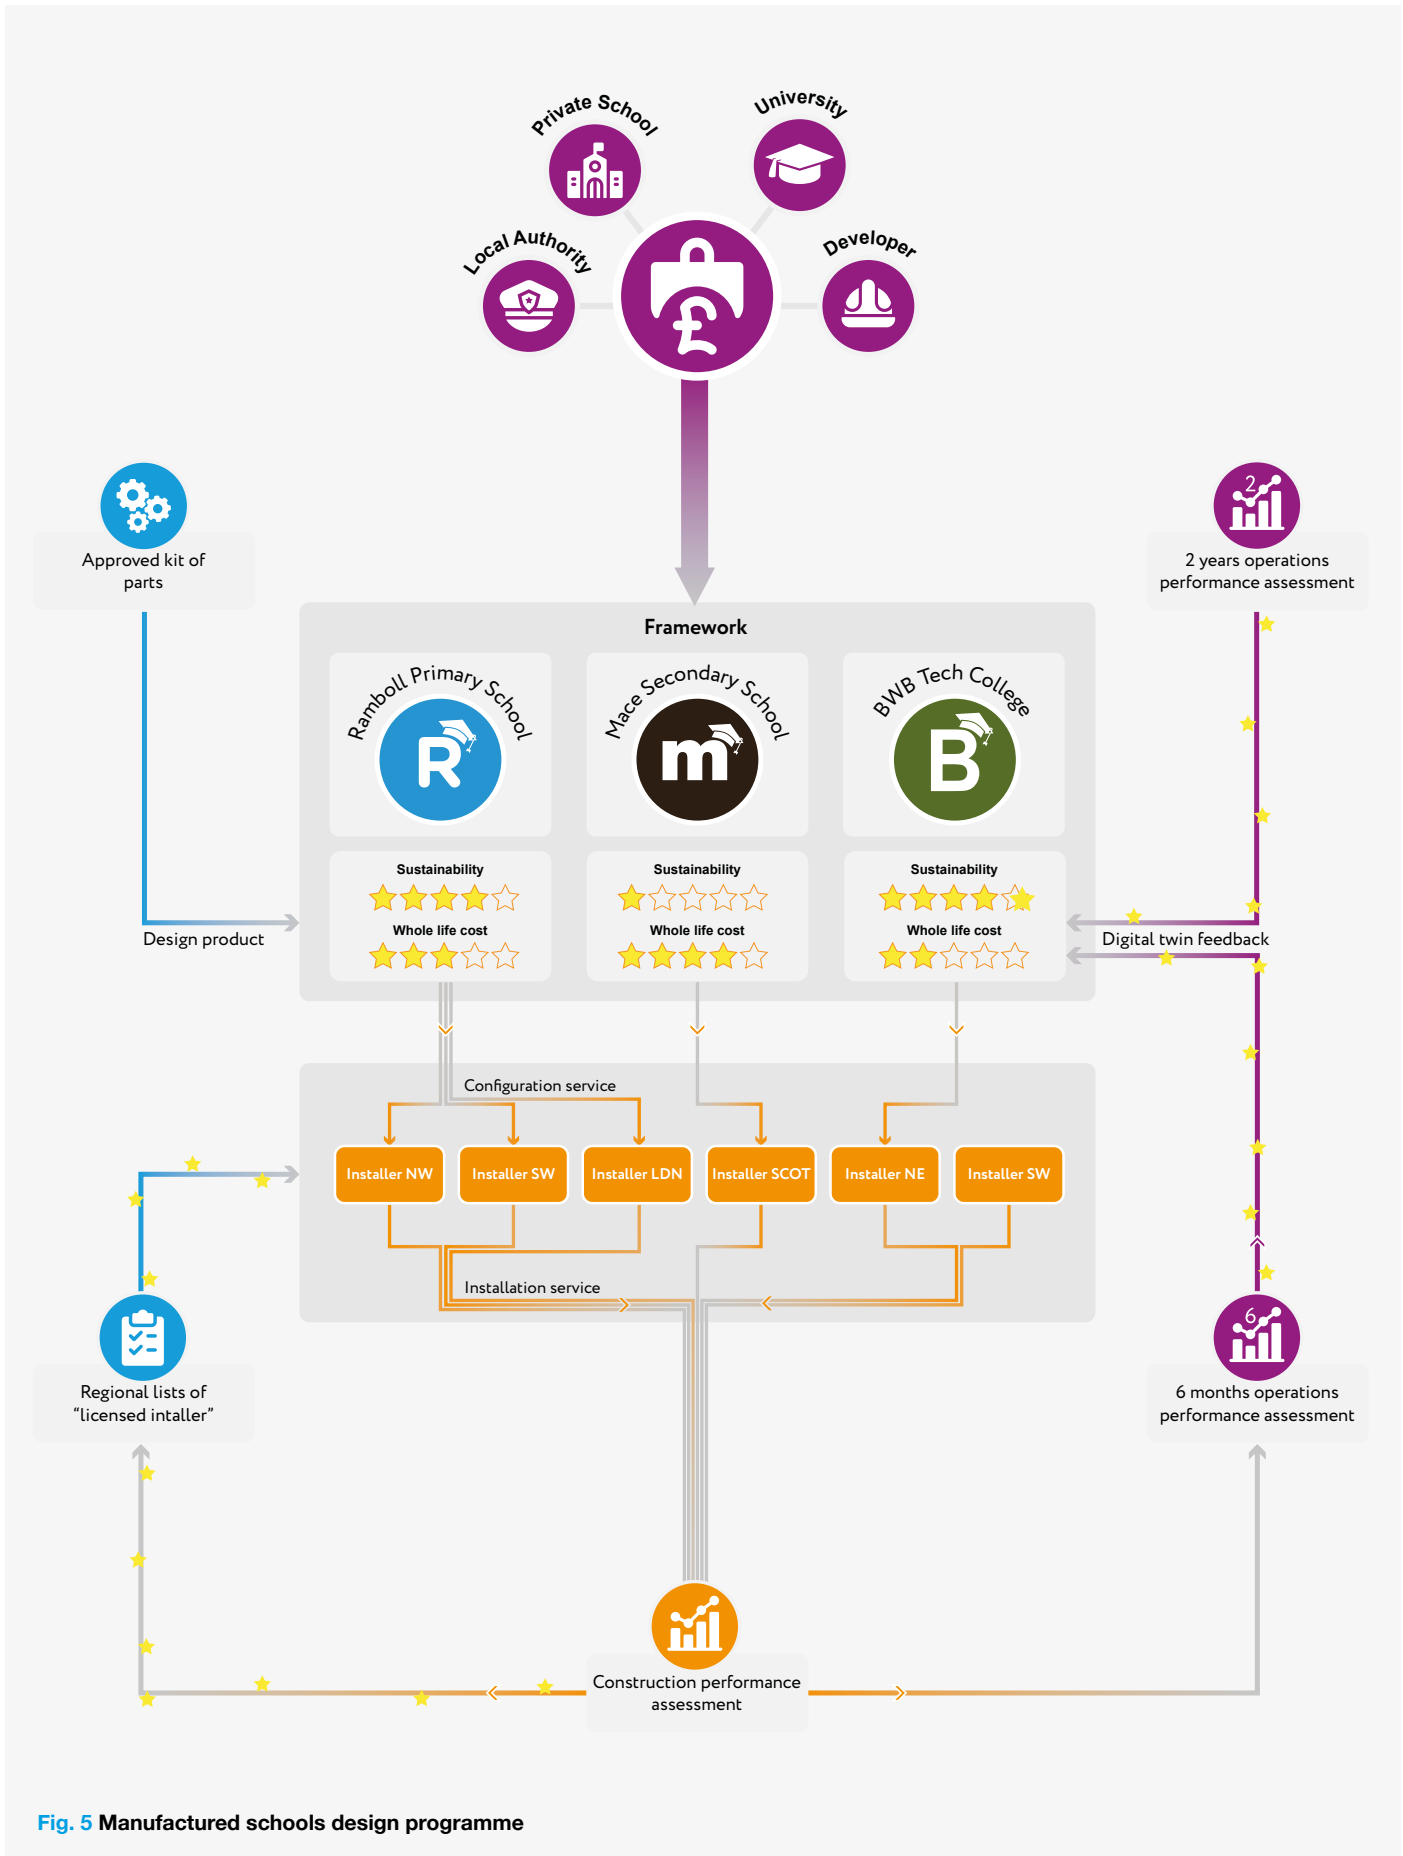 Private School
University
Local Authority
Developer
£
2
Approved kit of
parts
2 years operations
performance assessment
Framework
Ramboll Primary School
Mace Secondary School
BWB Tech College
R
m
B
Sustainability
Sustainability
Sustainability
Whole life cost
Whole life cost
Whole life cost
Design product
Digital twin feedback
Configuration service
Installer NW
Installer SW
Installer LDN
Installer SCOT
Installer NE
Installer SW
Installation service
6
Regional lists of
“licensed intaller”
6 months operations
performance assessment
Construction performance
assessment
Fig. 5 Manufactured schools design programme